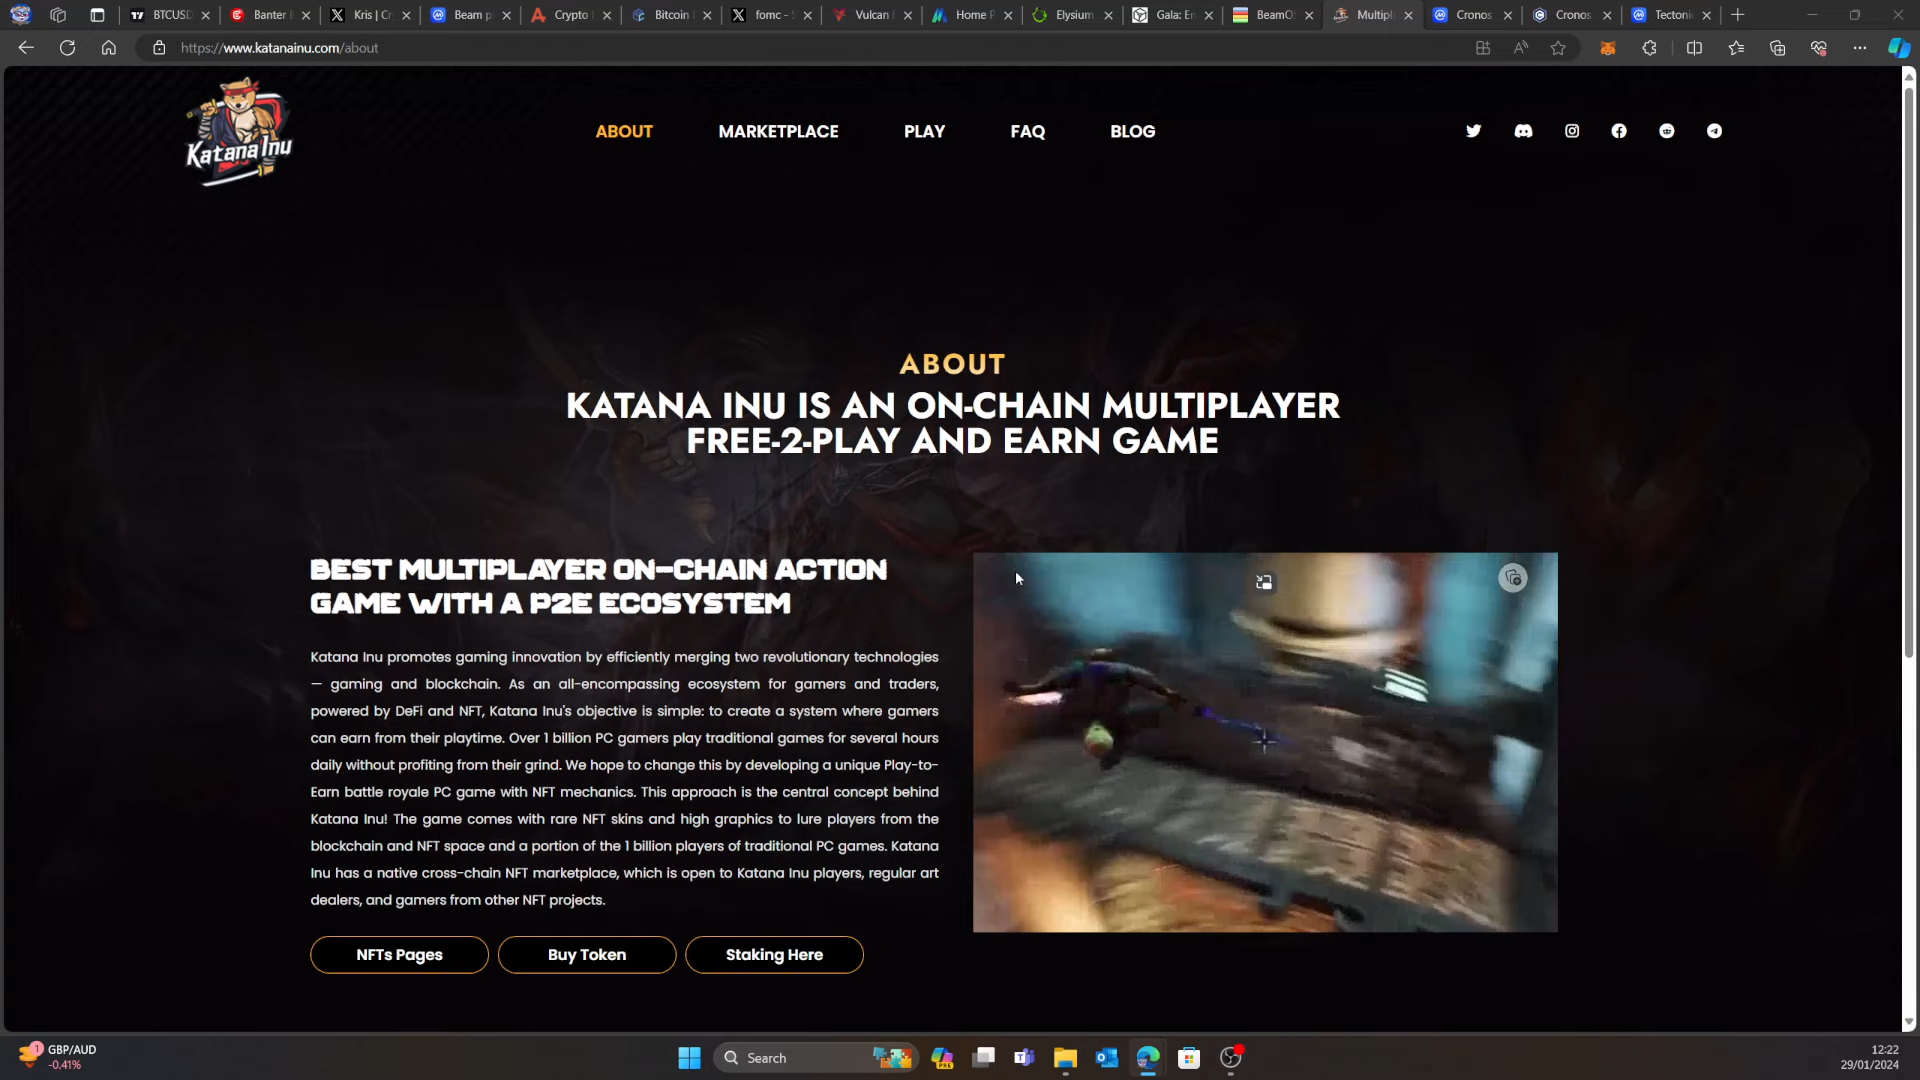 BTCUSD
Banter
Kris | Cr
Beam p
Crypto
Bitcoin
fomc - S
Vulcan
Home P
Elysium
Gala: En
BeamO
Multipl
Cronos
Cronos
Tectoni
https://www.katanainu.com/about
Katana Inu
ABOUT
MARKETPLACE
PLAY
FAQ
BLOG
ABOUT
KATANA INU IS AN ON-CHAIN MULTIPLAYER
FREE-2-PLAY AND EARN GAME
BEST MULTIPLAYER ON-CHAIN ACTION
GAME WITH A P2E ECOSYSTEM
Katana Inu promotes gaming innovation by efficiently merging two revolutionary technologies
— gaming and blockchain. As an all-encompassing ecosystem for gamers and traders,
powered by DeFi and NFT, Katana Inu's objective is simple: to create a system where gamers
can earn from their playtime. Over 1 billion PC gamers play traditional games for several hours
daily without profiting from their grind. We hope to change this by developing a unique Play-to-
Earn battle royale PC game with NFT mechanics. This approach is the central concept behind
Katana Inu! The game comes with rare NFT skins and high graphics to lure players from the
blockchain and NFT space and a portion of the 1 billion players of traditional PC games. Katana
Inu has a native cross-chain NFT marketplace, which is open to Katana Inu players, regular art
dealers, and gamers from other NFT projects.
NFTs Pages
Buy Token
Staking Here
1
GBP/AUD
-0.41%
Search
PRE
12:22
29/01/2024